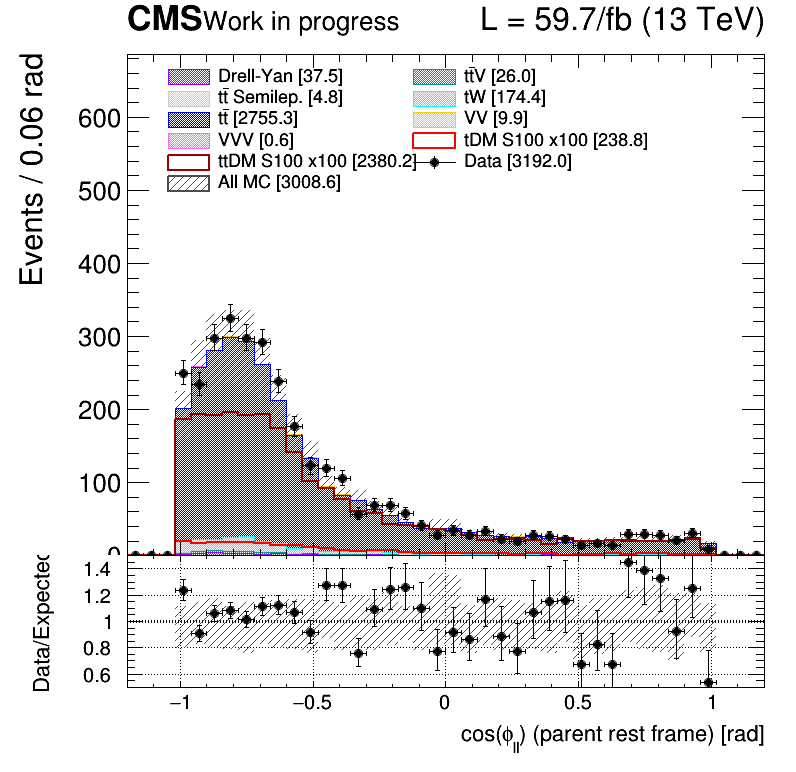 CMS Work in progress L = 59.7/fb (13 TeV)
Events / 0.06 rad
Drell-Yan [37.5] tt̄V [26.0]
tt̄ Semilep. [4.8] tW [174.4]
tt̄ [2755.3] VV [9.9]
VVV [0.6] tDM S100 x100 [238.8]
ttDM S100 x100 [2380.2] Data [3192.0]
All MC [3008.6]
600
500
400
300
200
100
0
Data/Expected
1.4
1.2
1
0.8
0.6
−1 −0.5 0 0.5 1
cos(ϕ_ll) (parent rest frame) [rad]